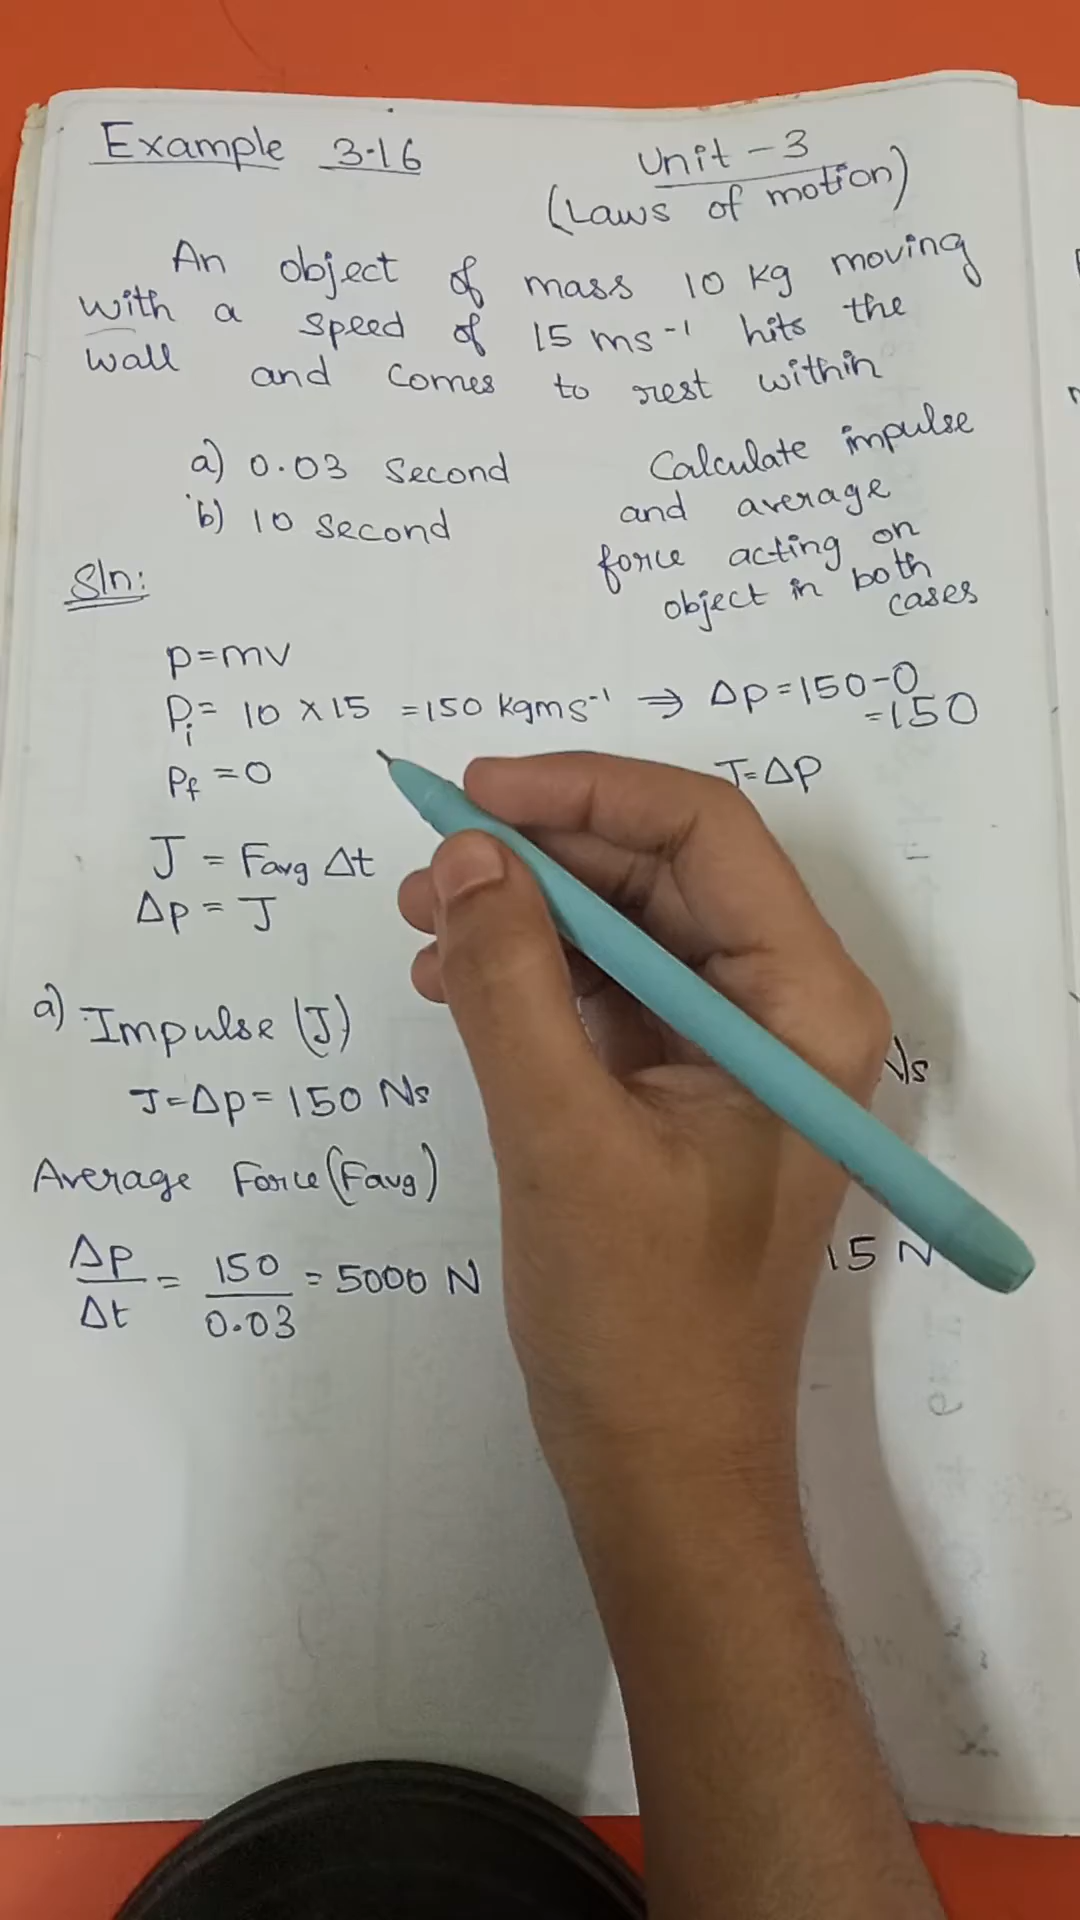 Example 3.16
Unit - 3
(Laws of motion)
An object of mass 10 kg moving
with a speed of 15 ms⁻¹ hits the
wall and comes to rest within
a) 0.03 second
b) 10 second
Calculate impulse
and average
force acting on
object in both
cases
Sln:
p=mv
Pᵢ = 10 × 15 = 150 kgms⁻¹ ⇒ Δp = 150-0
= 150
Pf = 0
J=Δp
J = Favg Δt
Δp = J
a) Impulse (J)
J=Δp= 150 Ns
Ns
Average Force (Favg)
Δp/Δt = 150/0.03 = 5000 N
15 N